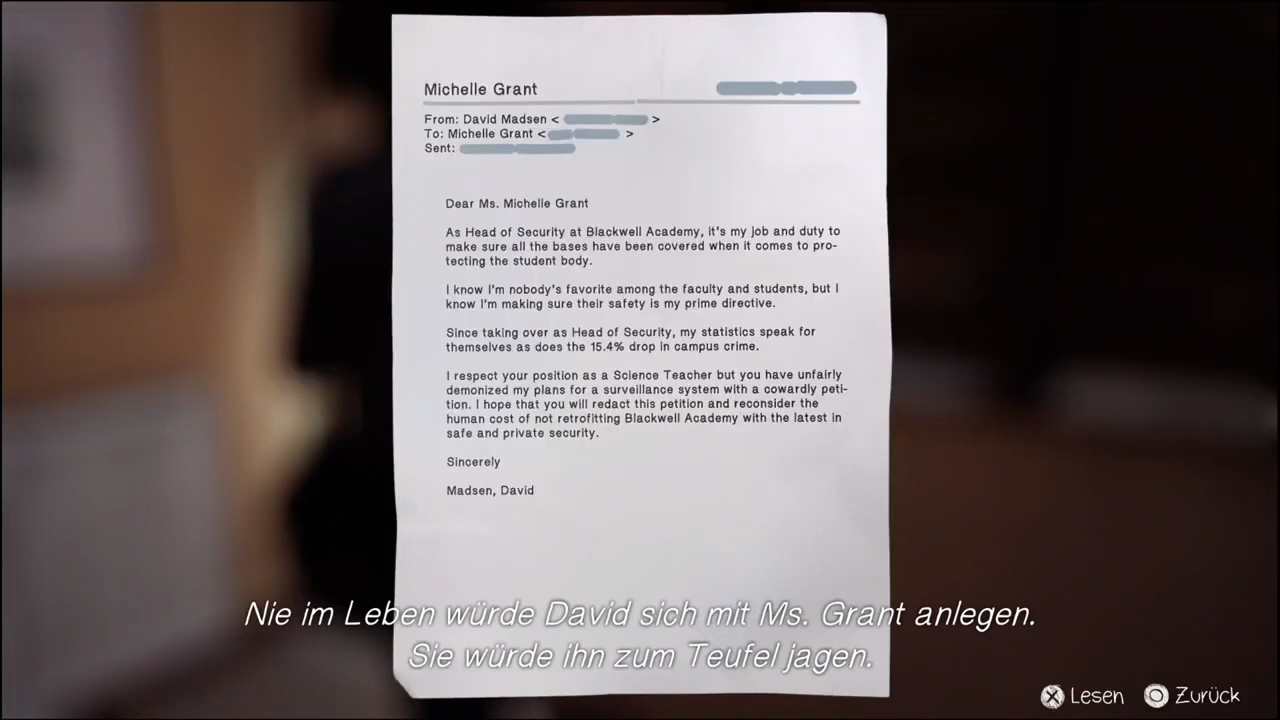 Michelle Grant
From: David Madsen < >
To: Michelle Grant < >
Sent:
Dear Ms. Michelle Grant
As Head of Security at Blackwell Academy, it's my job and duty to
make sure all the bases have been covered when it comes to pro-
tecting the student body.
I know I'm nobody's favorite among the faculty and students, but I
know I'm making sure their safety is my prime directive.
Since taking over as Head of Security, my statistics speak for
themselves as does the 15.4% drop in campus crime.
I respect your position as a Science Teacher but you have unfairly
demonized my plans for a surveillance system with a cowardly peti-
tion. I hope that you will redact this petition and reconsider the
human cost of not retrofitting Blackwell Academy with the latest in
safe and private security.
Sincerely
Madsen, David
Nie im Leben würde David sich mit Ms. Grant anlegen.
Sie würde ihn zum Teufel jagen.
Lesen Zurück